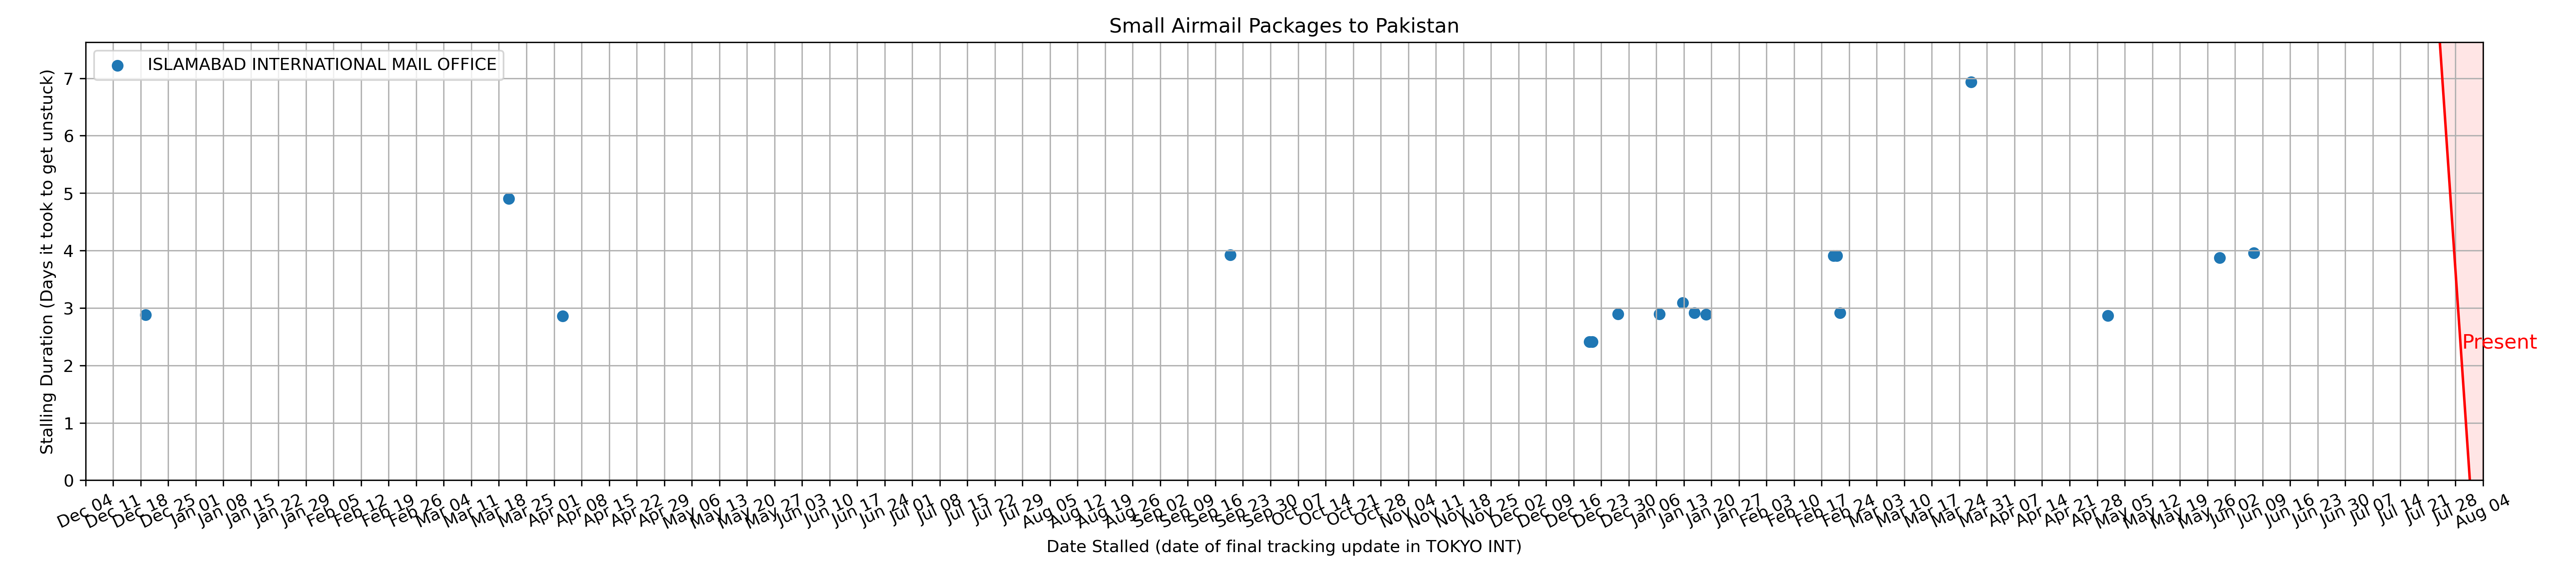 Small Airmail Packages to Pakistan
ISLAMABAD INTERNATIONAL MAIL OFFICE
Stalling Duration (Days it took to get unstuck)
7
6
5
4
3
2
1
0
Present
Dec 04 Dec 11 Dec 18 Dec 25 Jan 01 Jan 08 Jan 15 Jan 22 Jan 29 Feb 05 Feb 12 Feb 19 Feb 26 Mar 04 Mar 11 Mar 18 Mar 25 Apr 01 Apr 08 Apr 15 Apr 22 Apr 29 May 06 May 13 May 20 May 27 Jun 03 Jun 10 Jun 17 Jun 24 Jul 01 Jul 08 Jul 15 Jul 22 Jul 29 Aug 05 Aug 12 Aug 19 Aug 26 Sep 02 Sep 09 Sep 16 Sep 23 Sep 30 Oct 07 Oct 14 Oct 21 Oct 28 Nov 04 Nov 11 Nov 18 Nov 25 Dec 02 Dec 09 Dec 16 Dec 23 Dec 30 Jan 06 Jan 13 Jan 20 Jan 27 Feb 03 Feb 10 Feb 17 Feb 24 Mar 03 Mar 10 Mar 17 Mar 24 Mar 31 Apr 07 Apr 14 Apr 21 Apr 28 May 05 May 12 May 19 May 26 Jun 02 Jun 09 Jun 16 Jun 23 Jun 30 Jul 07 Jul 14 Jul 21 Jul 28 Aug 04
Date Stalled (date of final tracking update in TOKYO INT)